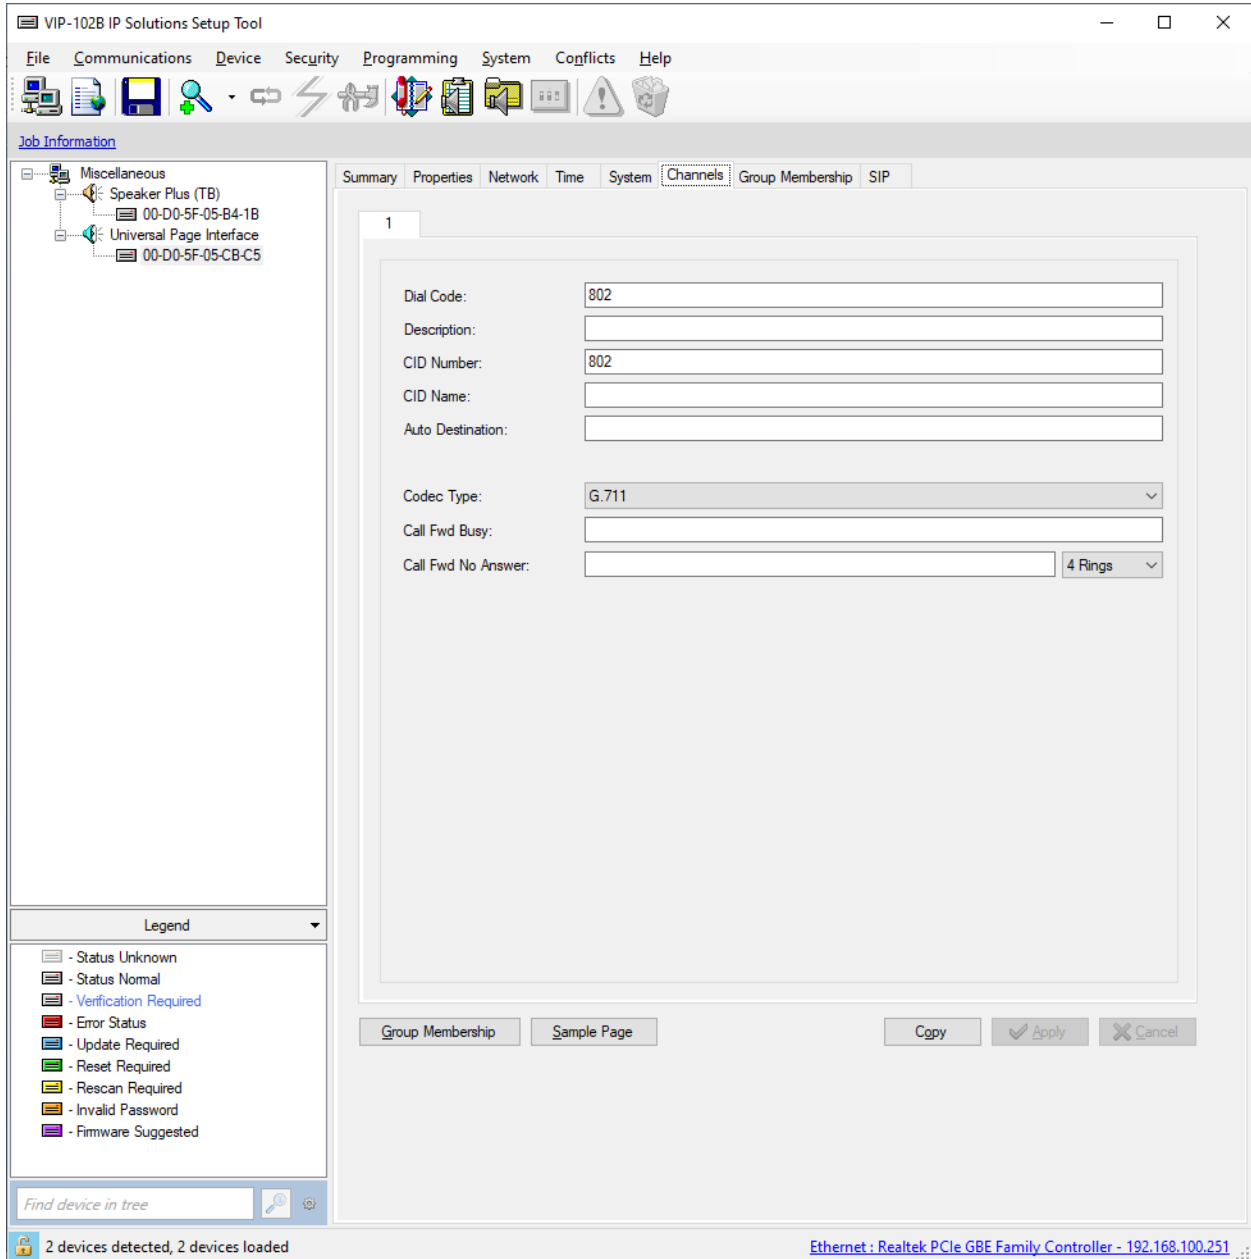 VIP-102B IP Solutions Setup Tool
File Communications Device Security Programming System Conflicts Help
Job Information
Miscellaneous
Speaker Plus (TB)
00-D0-5F-05-B4-1B
Universal Page Interface
00-D0-5F-05-CB-C5
Summary Properties Network Time System Channels Group Membership SIP
1
Dial Code: 802
Description:
CID Number: 802
CID Name:
Auto Destination:
Codec Type: G.711
Call Fwd Busy:
Call Fwd No Answer: 4 Rings
Group Membership Sample Page Copy Apply Cancel
Legend
- Status Unknown
- Status Normal
- Verification Required
- Error Status
- Update Required
- Reset Required
- Rescan Required
- Invalid Password
- Firmware Suggested
Find device in tree
2 devices detected, 2 devices loaded
Ethernet : Realtek PCIe GBE Family Controller - 192.168.100.251